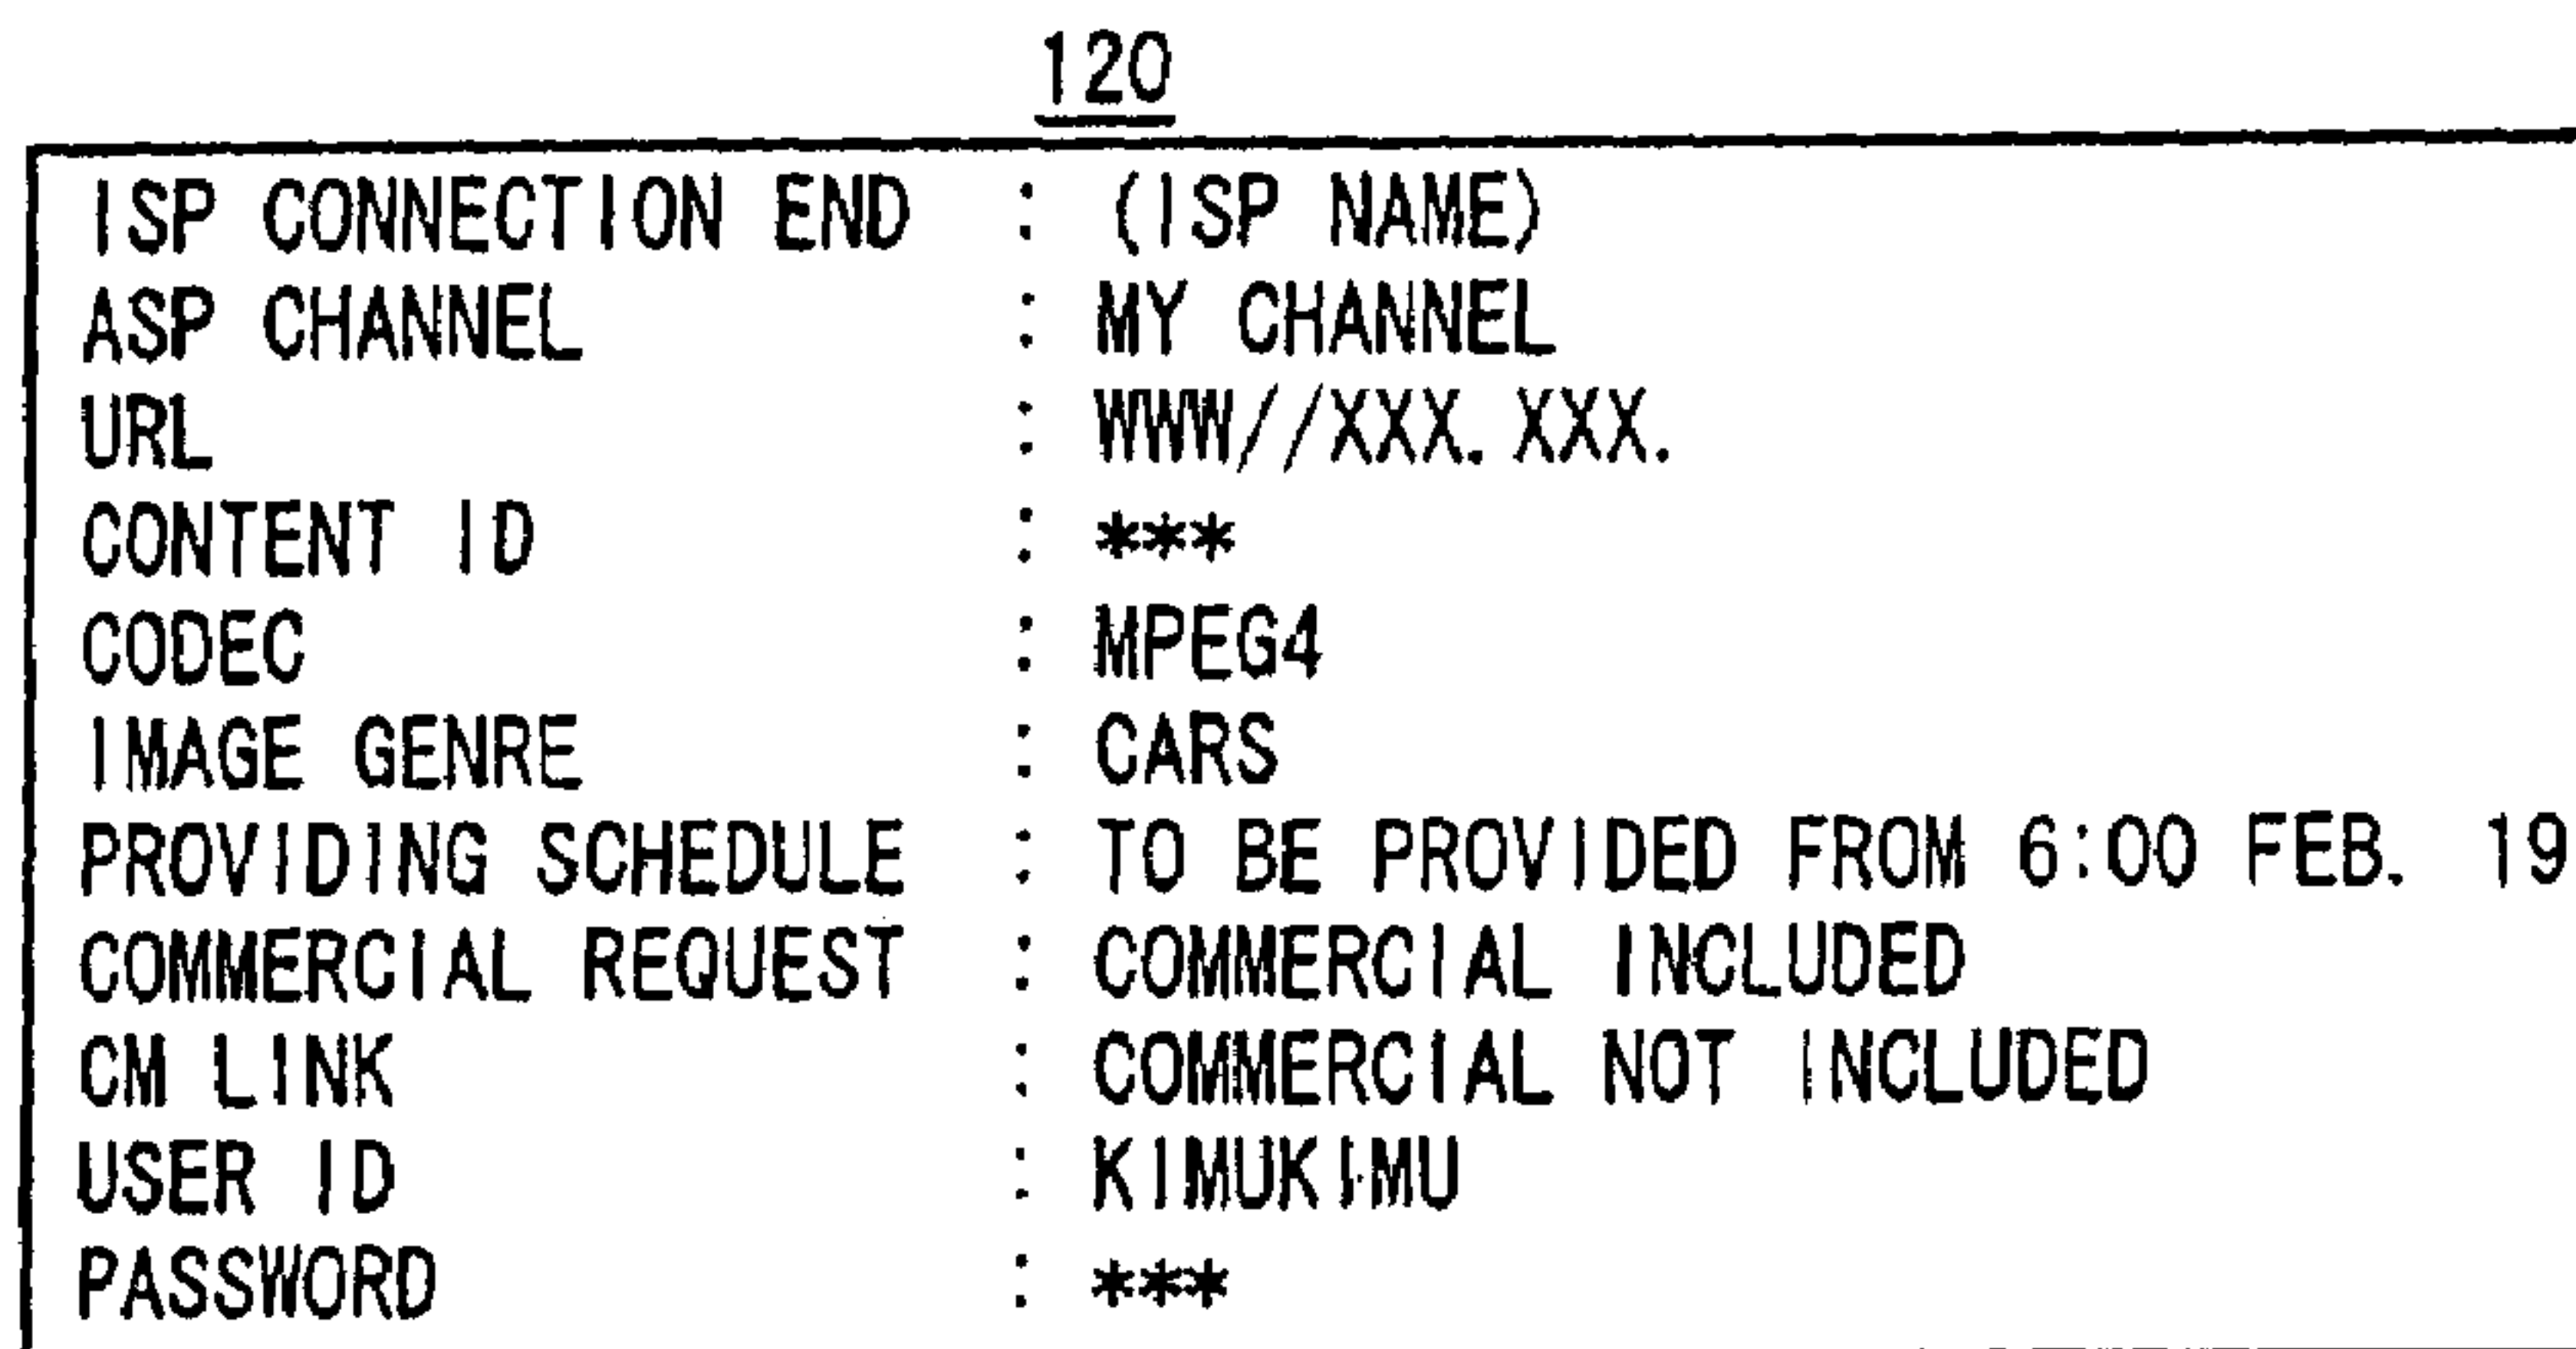 120
ISP CONNECTION END : (ISP NAME)
ASP CHANNEL : MY CHANNEL
URL : WWW//XXX. XXX.
CONTENT ID : ***
CODEC : MPEG4
IMAGE GENRE : CARS
PROVIDING SCHEDULE : TO BE PROVIDED FROM 6:00 FEB. 19
COMMERCIAL REQUEST : COMMERCIAL INCLUDED
CM LINK : COMMERCIAL NOT INCLUDED
USER ID : KIMUKIMU
PASSWORD : ***